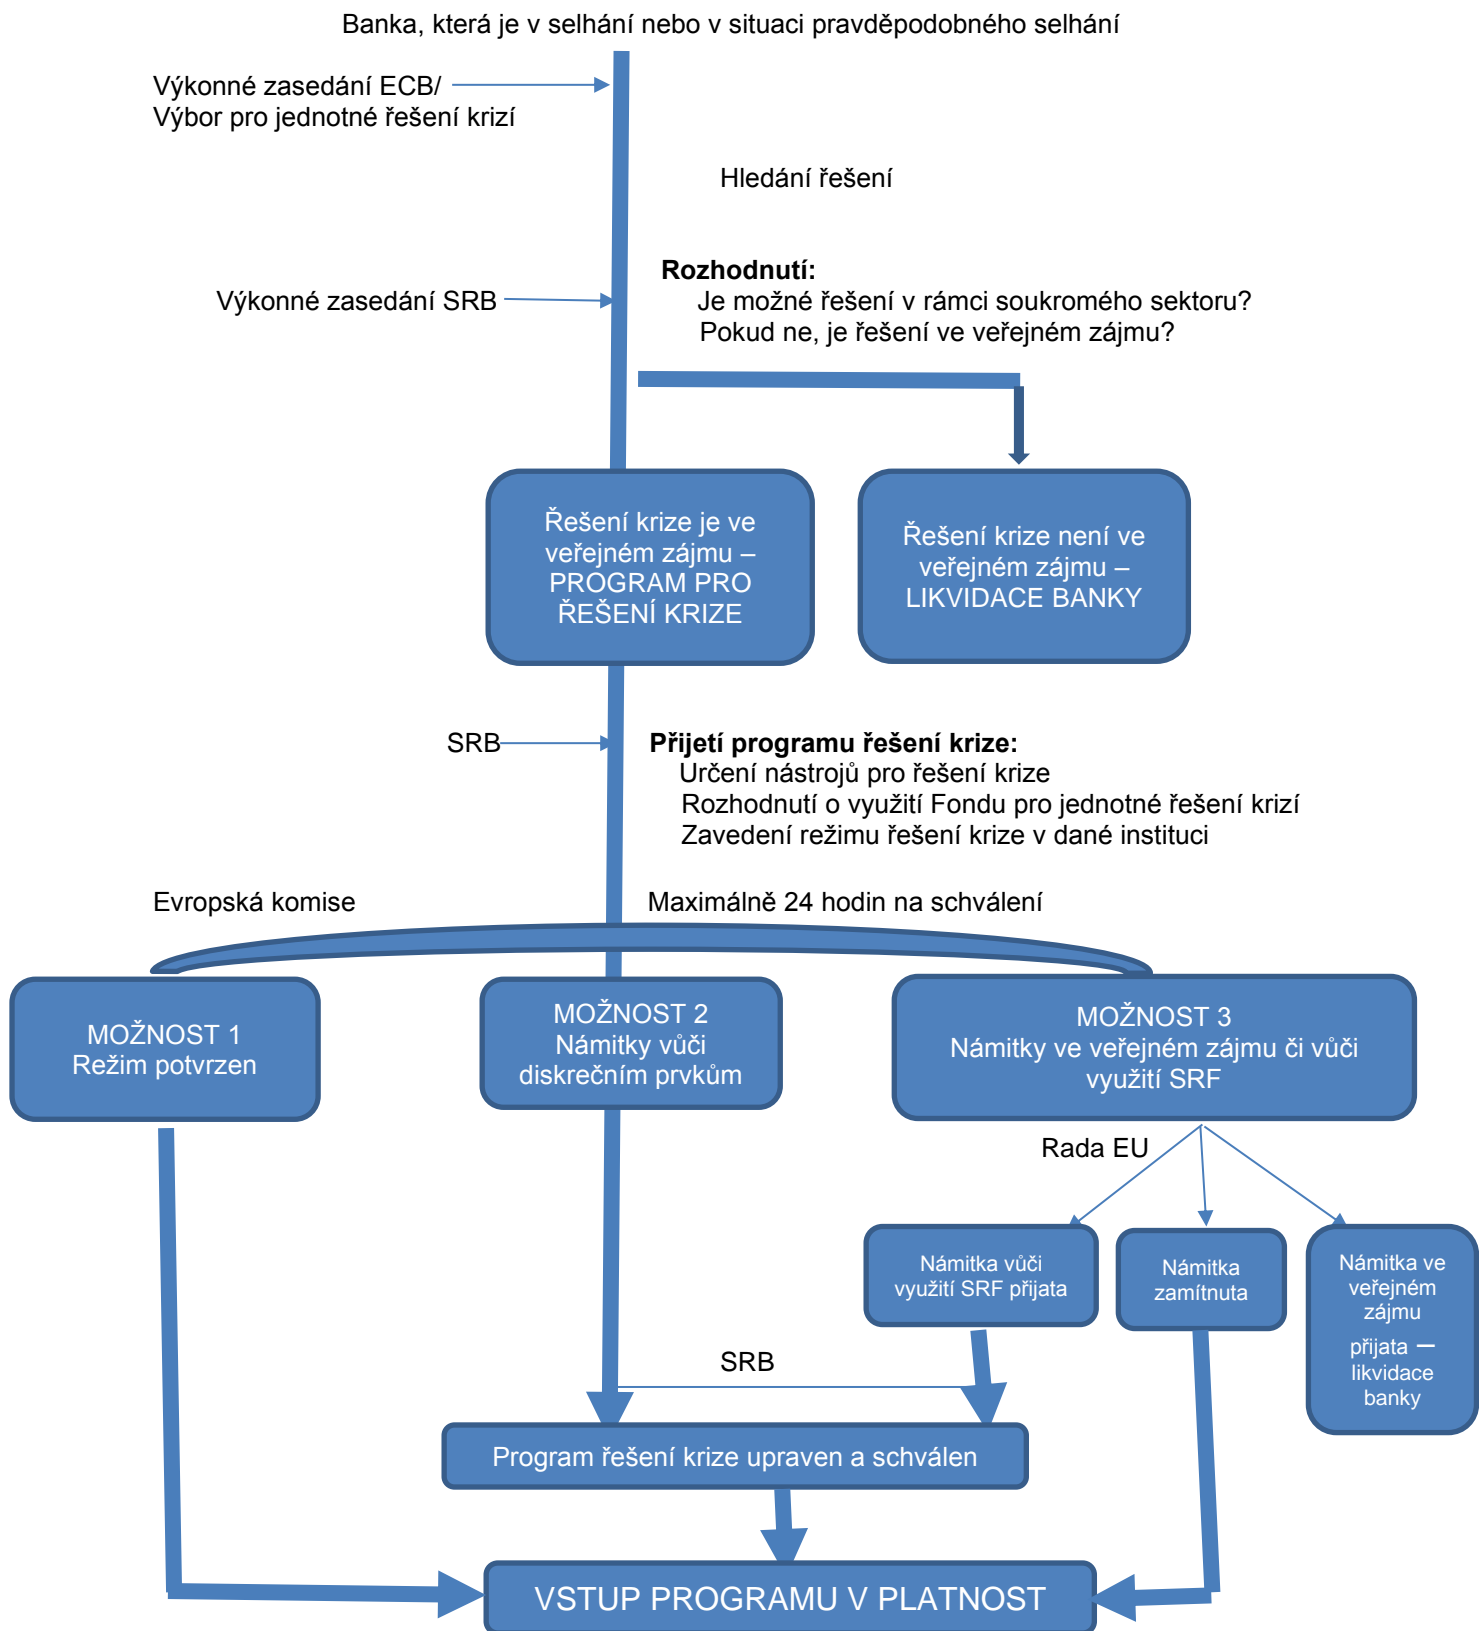 Banka, která je v selhání nebo v situaci pravděpodobného selhání
Výkonné zasedání ECB/
Výbor pro jednotné řešení krizí
Hledání řešení
Rozhodnutí:
Výkonné zasedání SRB
Je možné řešení v rámci soukromého sektoru?
Pokud ne, je řešení ve veřejném zájmu?
Řešení krize je ve
veřejném zájmu –
PROGRAM PRO
ŘEŠENÍ KRIZE
Řešení krize není ve
veřejném zájmu –
LIKVIDACE BANKY
SRB
Přijetí programu řešení krize:
Určení nástrojů pro řešení krize
Rozhodnutí o využití Fondu pro jednotné řešení krizí
Zavedení režimu řešení krize v dané instituci
Evropská komise
Maximálně 24 hodin na schválení
MOŽNOST 1
Režim potvrzen
MOŽNOST 2
Námitky vůči
diskrečním prvkům
MOŽNOST 3
Námitky ve veřejném zájmu či vůči
využití SRF
Rada EU
Námitka vůči
využití SRF přijata
Námitka
zamítnuta
Námitka ve
veřejném
zájmu
přijata –
likvidace
banky
SRB
Program řešení krize upraven a schválen
VSTUP PROGRAMU V PLATNOST